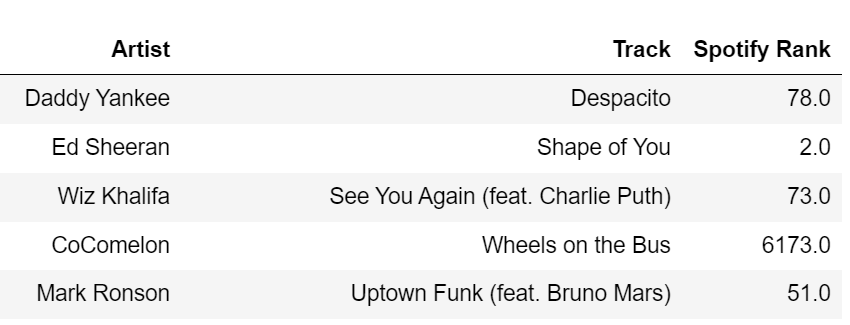 Artist Track Spotify Rank
Daddy Yankee Despacito 78.0
Ed Sheeran Shape of You 2.0
Wiz Khalifa See You Again (feat. Charlie Puth) 73.0
CoComelon Wheels on the Bus 6173.0
Mark Ronson Uptown Funk (feat. Bruno Mars) 51.0